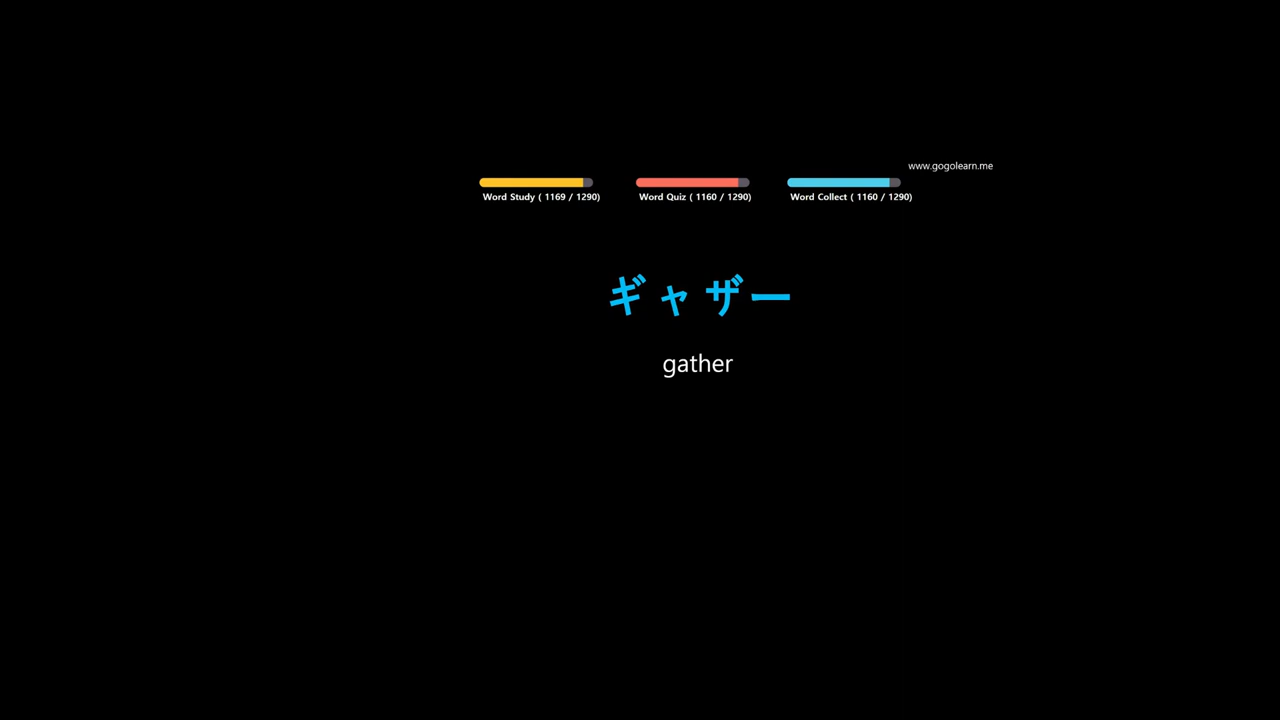 www.gogolearn.me
Word Study ( 1169 / 1290)
Word Quiz ( 1160 / 1290)
Word Collect ( 1160 / 1290)
ギャザー
gather